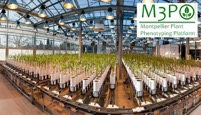 M3P
Montpellier Plant
Phenotyping Platform